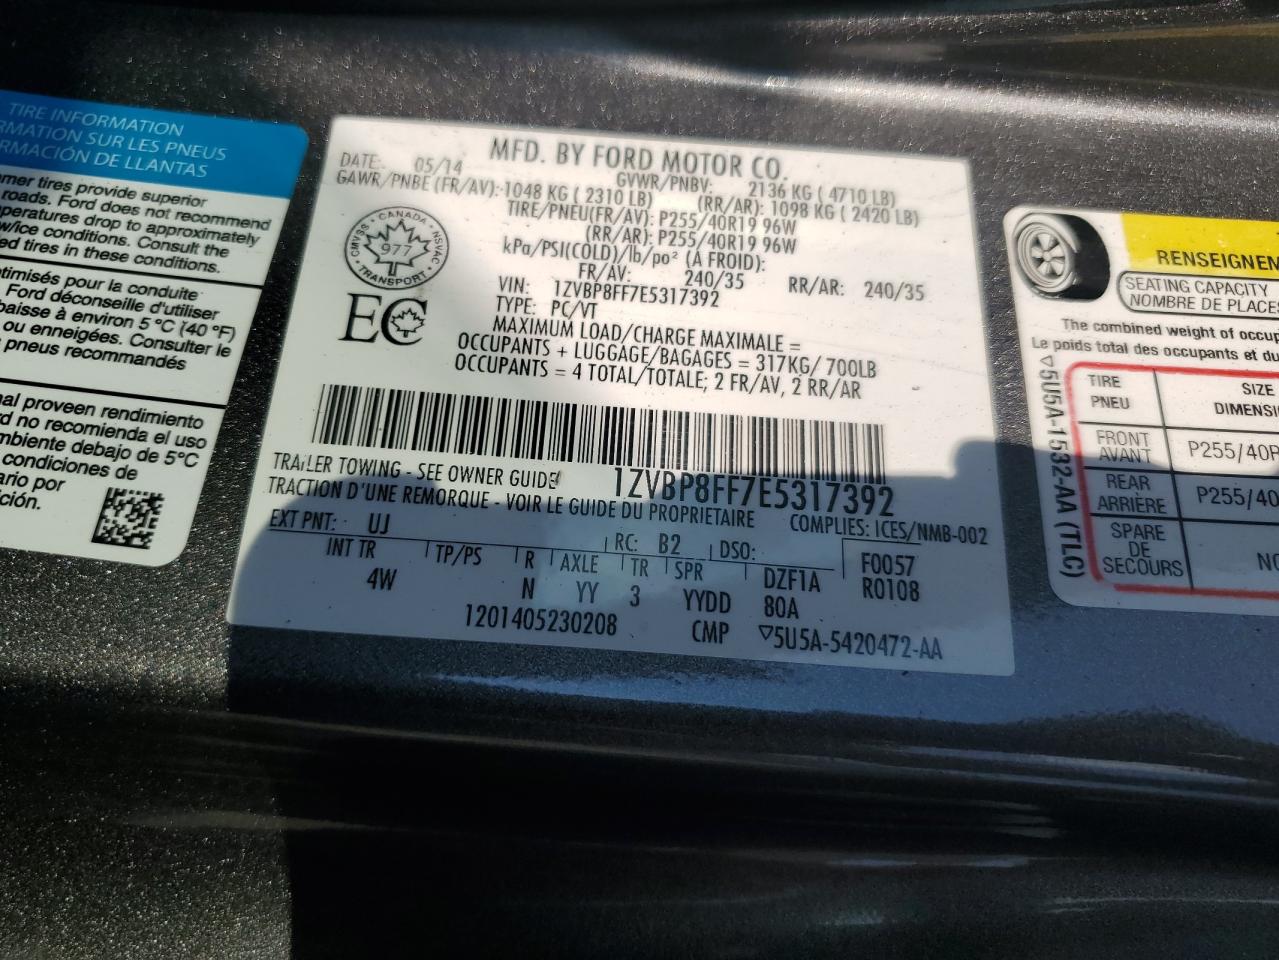 TIRE INFORMATION
RMATION SUR LES PNEUS
RMACIÓN DE LLANTAS
mer tires provide superior
roads. Ford does not recommend
peratures drop to approximately
w/ice conditions. Consult the
ed tires in these conditions.
timisés pour la conduite
Ford déconseille d'utiliser
baisse à environ 5 °C (40 °F)
ou enneigées. Consulter le
pneus recommandés
nal proveen rendimiento
rd no recomienda el uso
mbiente debajo de 5°C
condiciones de
ario por
ción.
MFD. BY FORD MOTOR CO.
DATE: 05/14 GVWR/PNBV: 2136 KG ( 4710 LB)
GAWR/PNBE (FR/AV): 1048 KG ( 2310 LB) (RR/AR): 1098 KG ( 2420 LB)
TIRE/PNEU(FR/AV): P255/40R19 96W
(RR/AR): P255/40R19 96W
kPa/PSI(COLD)/lb/po² (À FROID):
FR/AV: 240/35 RR/AR: 240/35
VIN: 1ZVBP8FF7E5317392
TYPE: PC/VT
MAXIMUM LOAD/CHARGE MAXIMALE =
OCCUPANTS + LUGGAGE/BAGAGES = 317KG/ 700LB
OCCUPANTS = 4 TOTAL/TOTALE; 2 FR/AV, 2 RR/AR
CANADA
CMVSS 977 NSVAC
TRANSPORT
EC
TRAILER TOWING - SEE OWNER GUIDE 1ZVBP8FF7E5317392
TRACTION D'UNE REMORQUE - VOIR LE GUIDE DU PROPRIETAIRE COMPLIES: ICES/NMB-002
EXT PNT: UJ RC: B2 DSO: F0057
INT TR TP/PS R AXLE TR SPR DZF1A R0108
4W N YY 3 YYDD 80A
1201405230208 CMP ▽5U5A-5420472-AA
RENSEIGNEM
SEATING CAPACITY
NOMBRE DE PLACE
The combined weight of occup
Le poids total des occupants et du
▽5U5A-1532-AA (TLC)
TIRE SIZE
PNEU DIMENSI
FRONT
AVANT P255/40R
REAR
ARRIÈRE P255/40
SPARE
DE
SECOURS NO